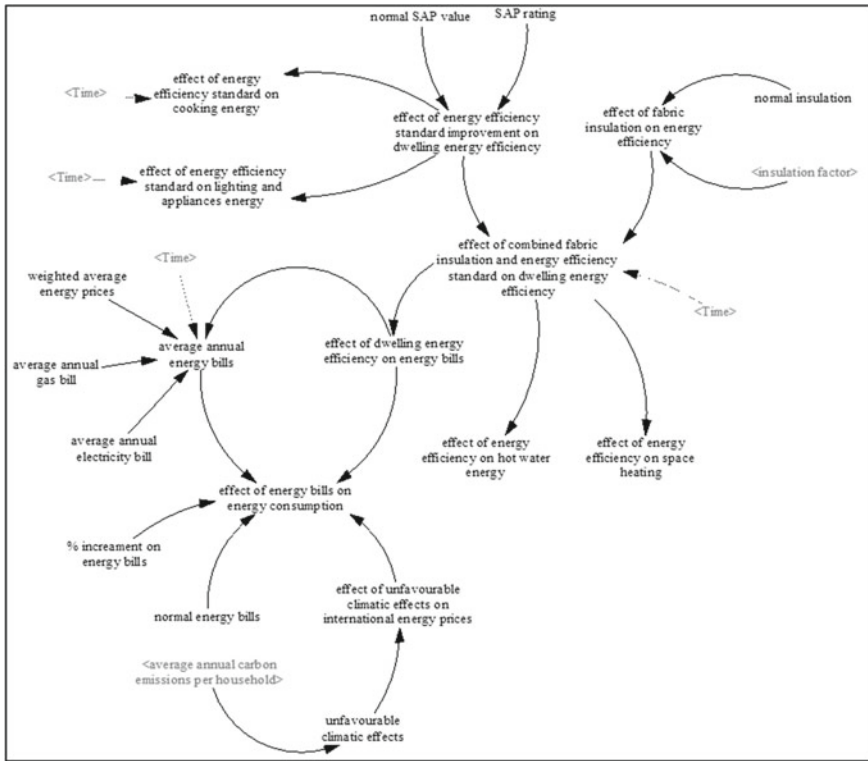 normal SAP value
SAP rating
<Time>
effect of energy
efficiency standard on
cooking energy
effect of energy efficiency
standard improvement on
dwelling energy efficiency
effect of fabric
insulation on energy
efficiency
normal insulation
<Time>
effect of energy efficiency
standard on lighting and
appliances energy
<insulation factor>
effect of combined fabric
insulation and energy efficiency
standard on dwelling energy
efficiency
<Time>
<Time>
weighted average
energy prices
average annual
energy bills
effect of dwelling energy
efficiency on energy bills
average annual
gas bill
average annual
electricity bill
effect of energy
efficiency on hot water
energy
effect of energy
efficiency on space
heating
effect of energy bills on
energy consumption
% increament on
energy bills
normal energy bills
effect of unfavourable
climatic effects on
international energy prices
<average annual carbon
emissions per household>
unfavourable
climatic effects